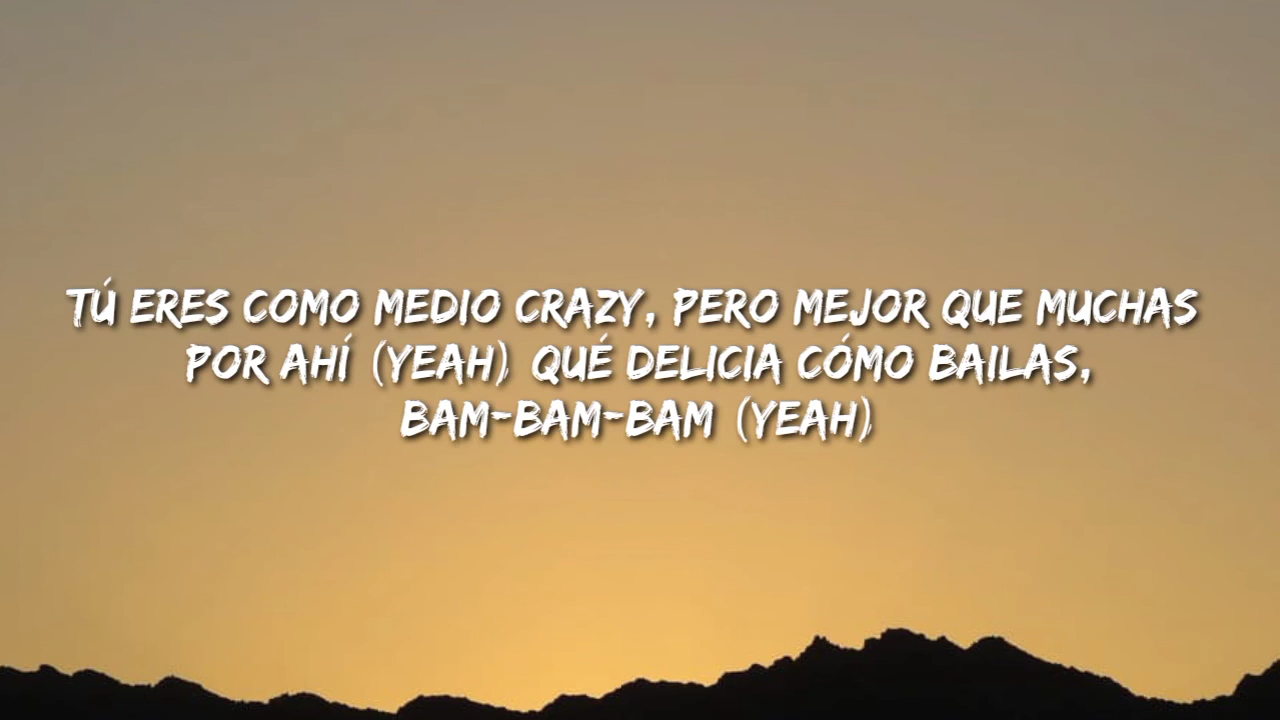 TÚ ERES COMO MEDIO CRAZY, PERO MEJOR QUE MUCHAS
POR AHÍ (YEAH) QUÉ DELICIA CÓMO BAILAS,
BAM-BAM-BAM (YEAH)